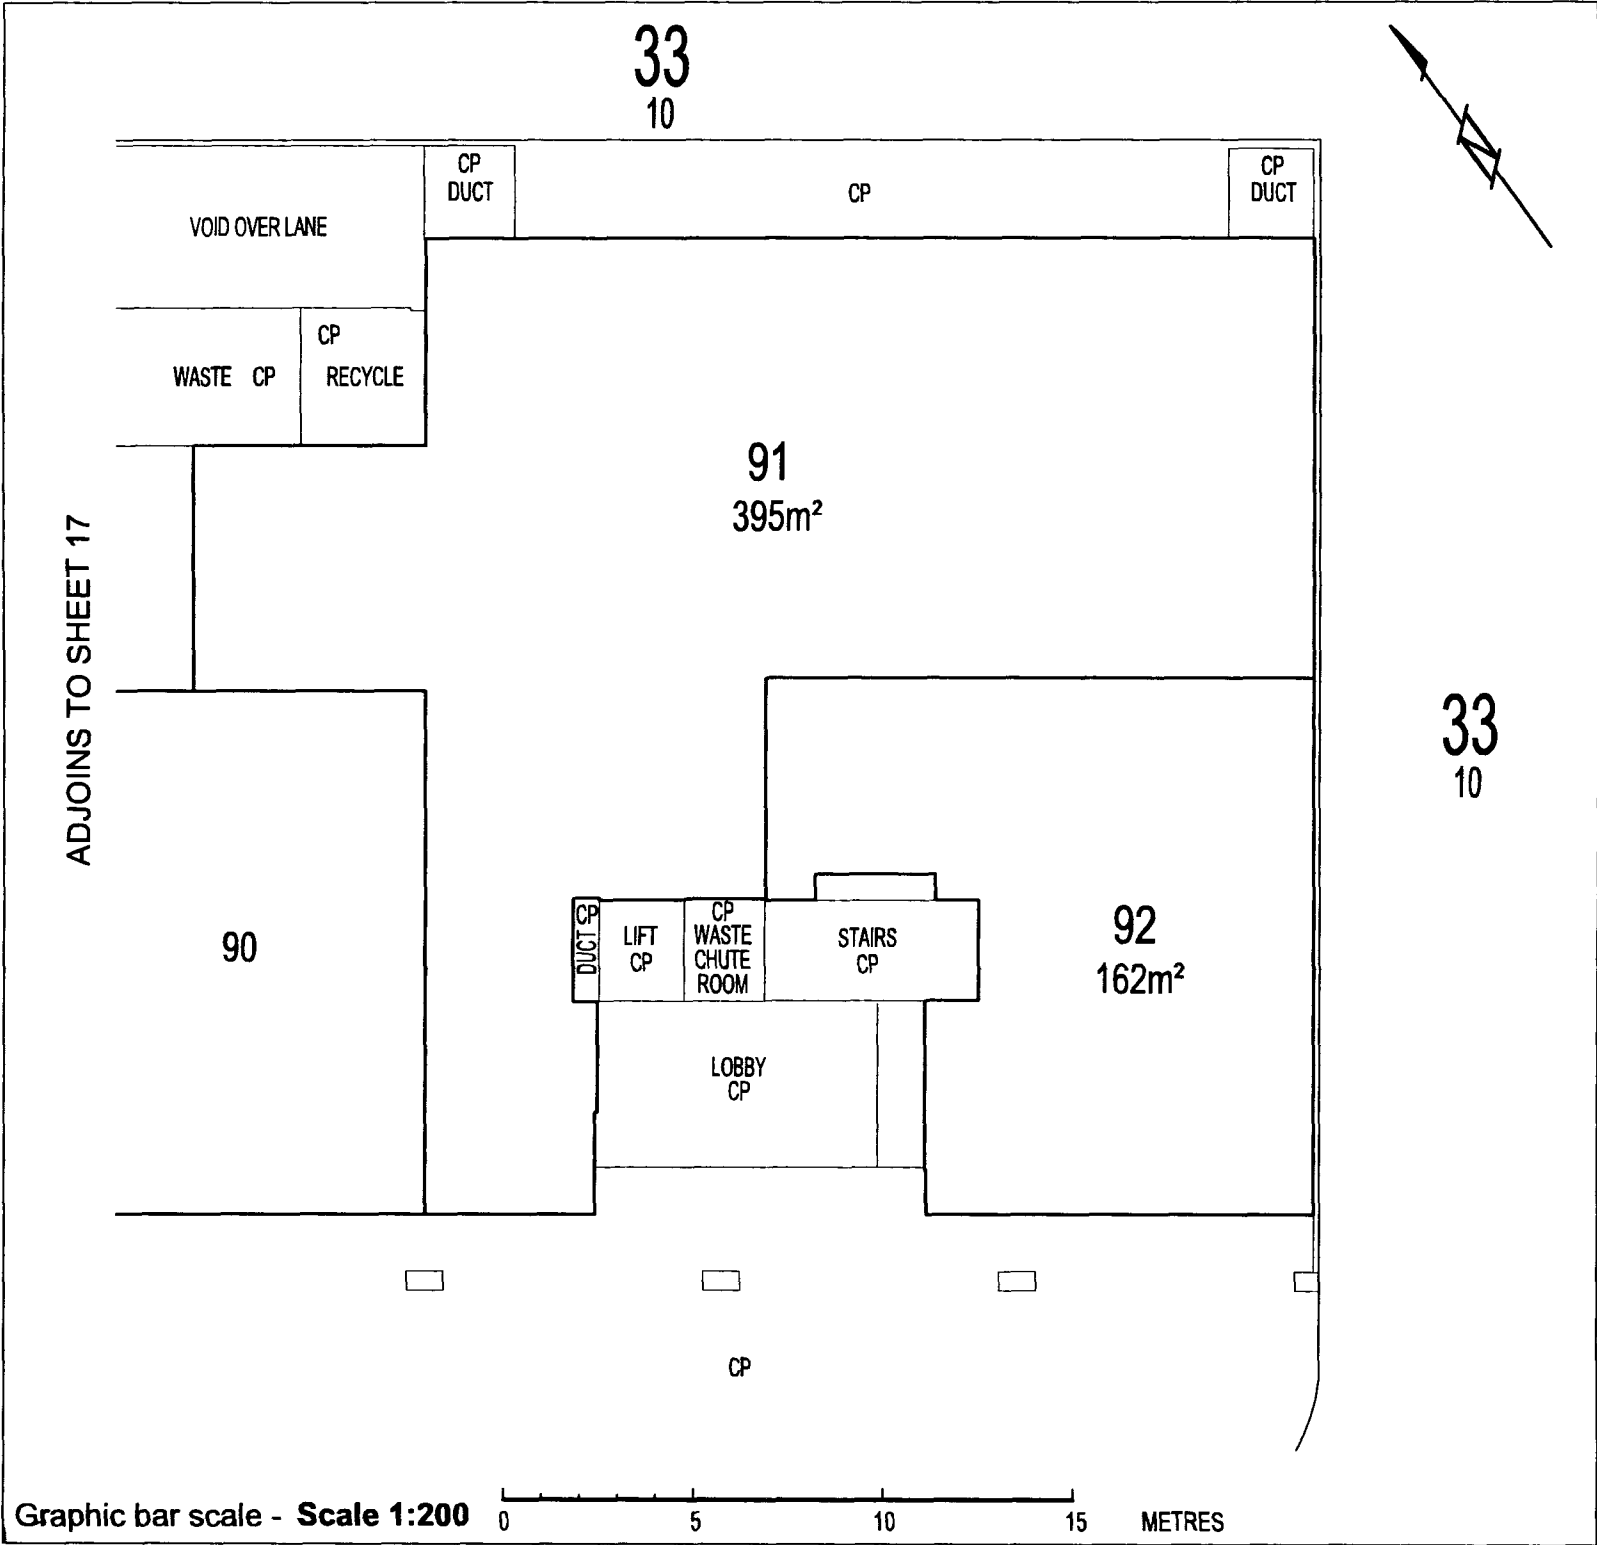 33
10
CP
DUCT
CP
CP
DUCT
VOID OVER LANE
CP
WASTE CP
RECYCLE
91
395m²
ADJOINS TO SHEET 17
33
10
90
CP
DUCT
LIFT
CP
CP
WASTE
CHUTE
ROOM
STAIRS
CP
92
162m²
LOBBY
CP
CP
Graphic bar scale - Scale 1:200
0 5 10 15 METRES
N